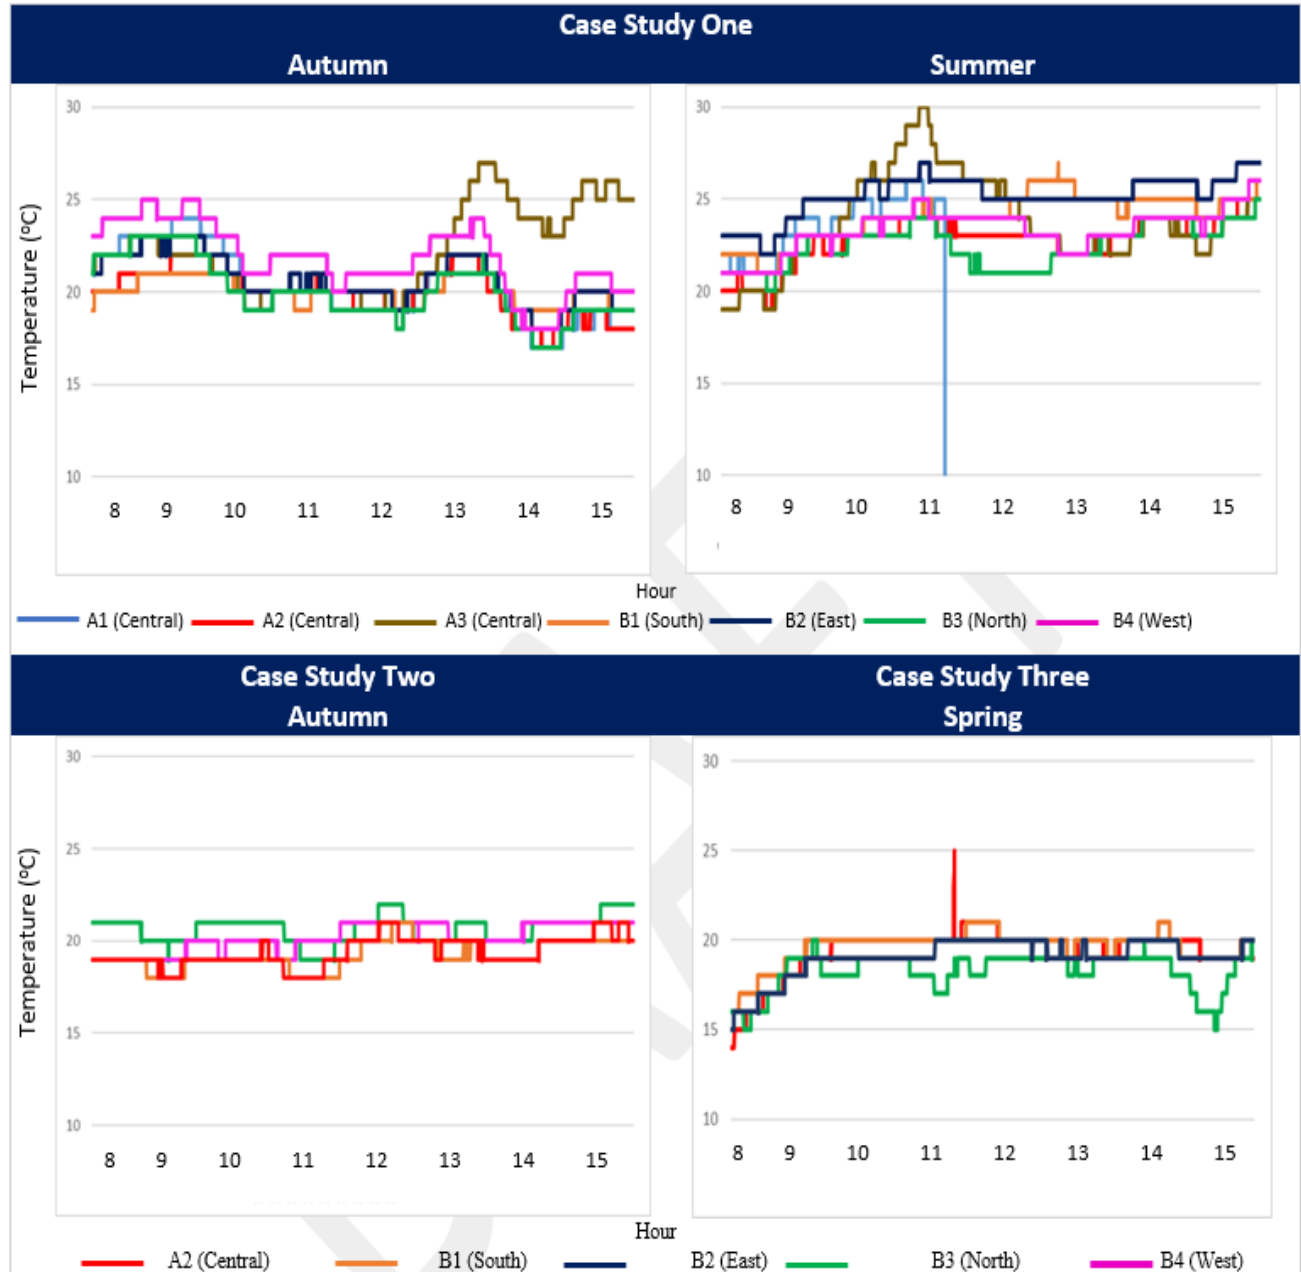 Case Study One
Autumn Summer
Temperature (ºC)
30
25
20
15
10
8 9 10 11 12 13 14 15
30
25
20
15
10
8 9 10 11 12 13 14 15
Hour
A1 (Central) A2 (Central) A3 (Central) B1 (South) B2 (East) B3 (North) B4 (West)
Case Study Two Case Study Three
Autumn Spring
Temperature (ºC)
30
25
20
15
10
8 9 10 11 12 13 14 15
30
25
20
15
10
8 9 10 11 12 13 14 15
Hour
A2 (Central) B1 (South) B2 (East) B3 (North) B4 (West)